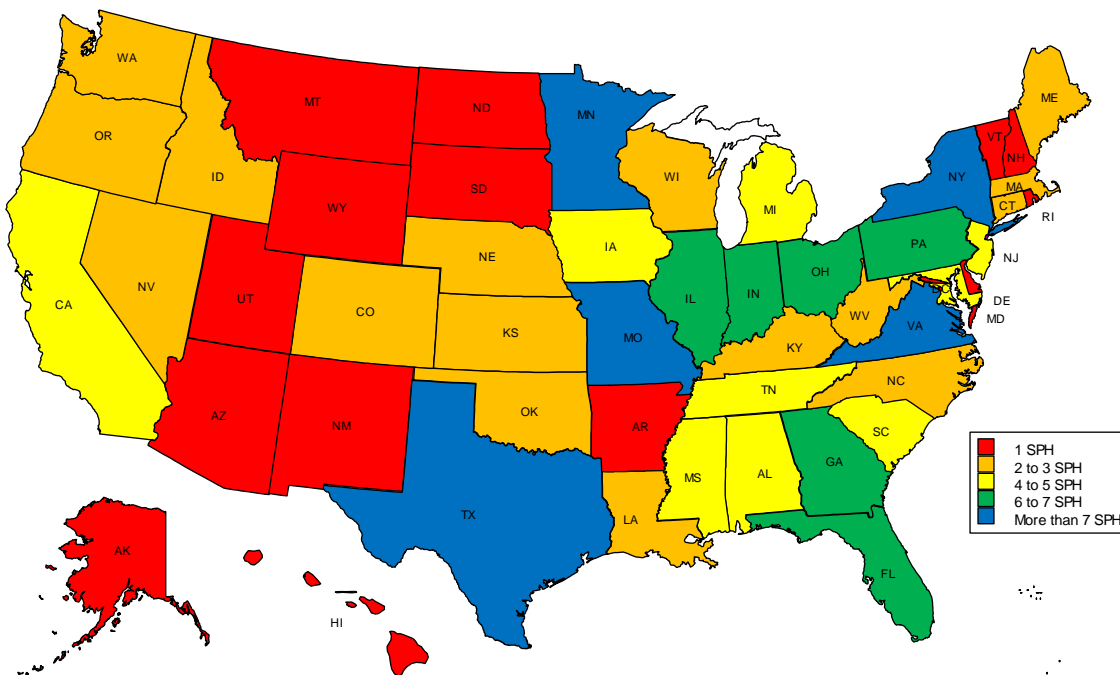 WA
MT
ND
MN
ME
VT
NH
OR
ID
WY
SD
WI
MI
NY
MA
CT
RI
IA
NE
PA
NJ
NV
UT
CO
IL
IN
OH
DE
MD
CA
KS
MO
WV
VA
KY
AZ
NM
OK
AR
TN
NC
SC
TX
LA
MS
AL
GA
FL
AK
HI
1 SPH
2 to 3 SPH
4 to 5 SPH
6 to 7 SPH
More than 7 SPH